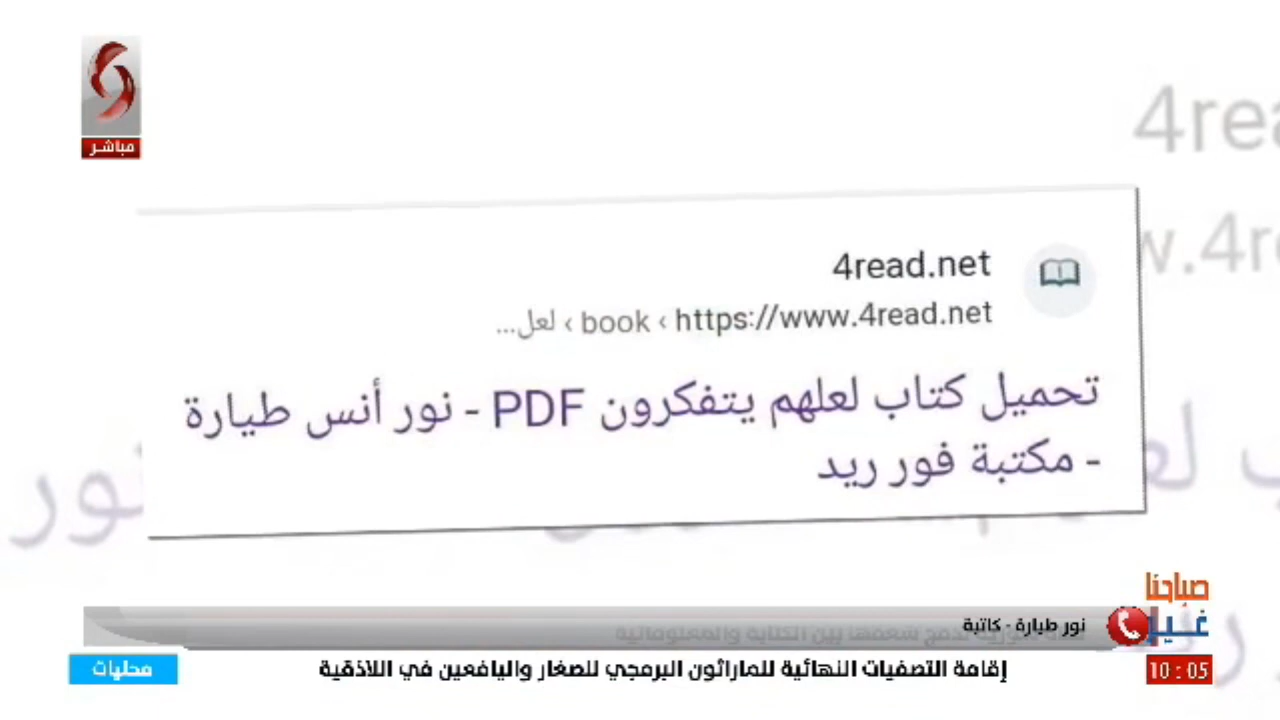 مباشر
4read.net
https://www.4read.net › book › لعل...
تحميل كتاب لعلهم يتفكرون PDF - نور أنس طيارة
- مكتبة فور ريد
صباحنا
غير
نور طيارة - كاتبة
محليات
إقامة التصفيات النهائية للماراثون البرمجي للصغار واليافعين في اللاذقية
10:05